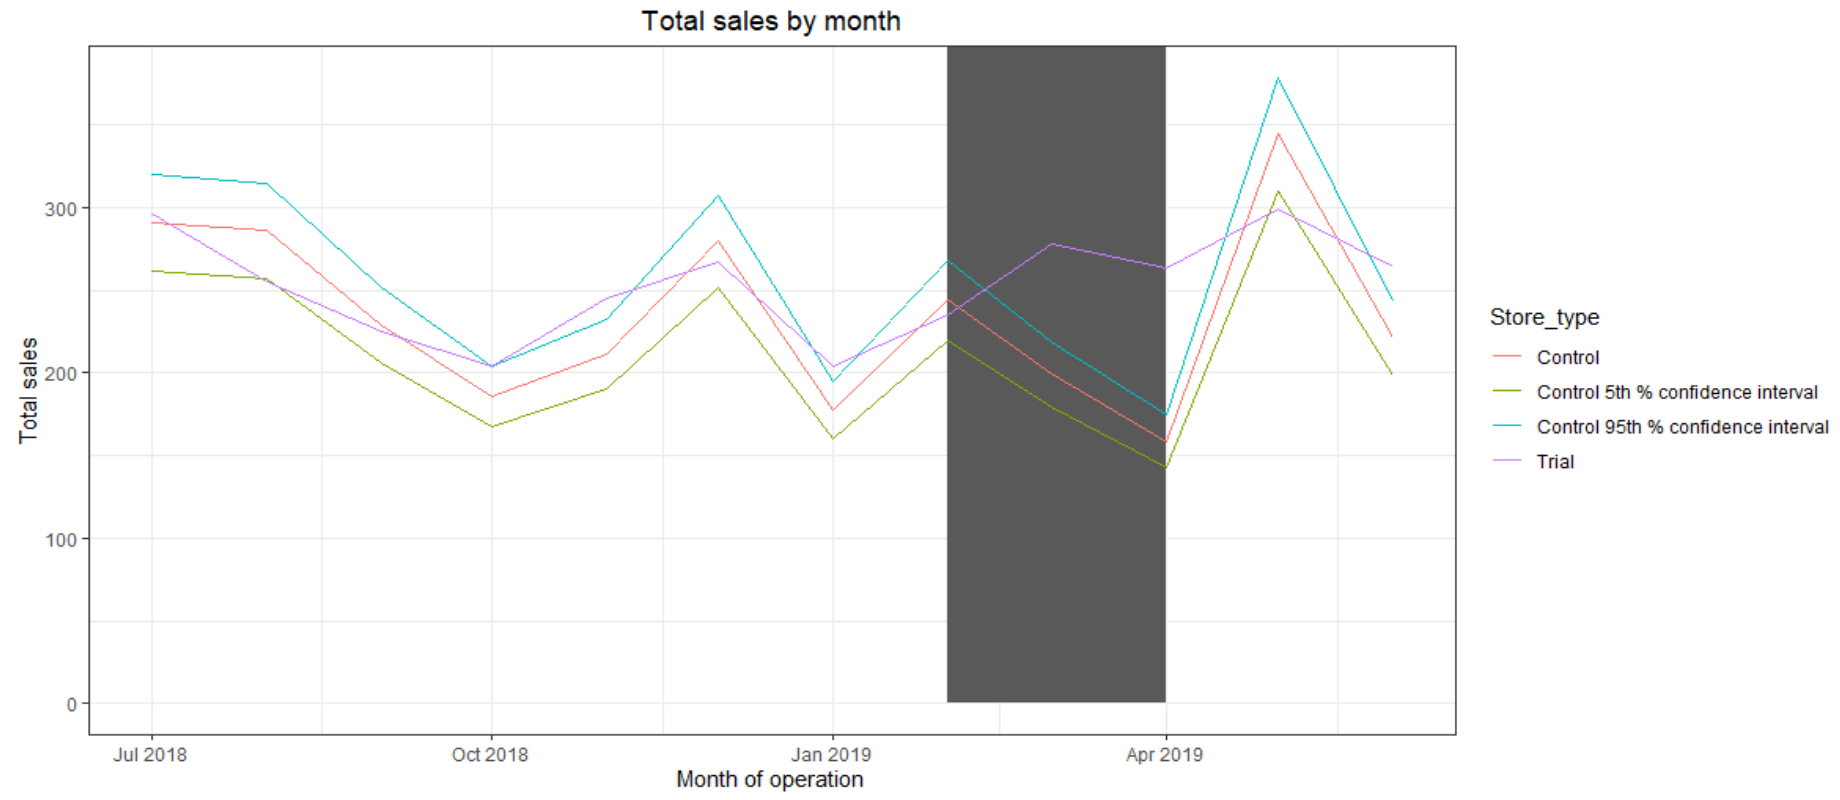 Total sales by month
Total sales
300
200
100
0
Jul 2018
Oct 2018
Jan 2019
Apr 2019
Month of operation
Store_type
Control
Control 5th % confidence interval
Control 95th % confidence interval
Trial